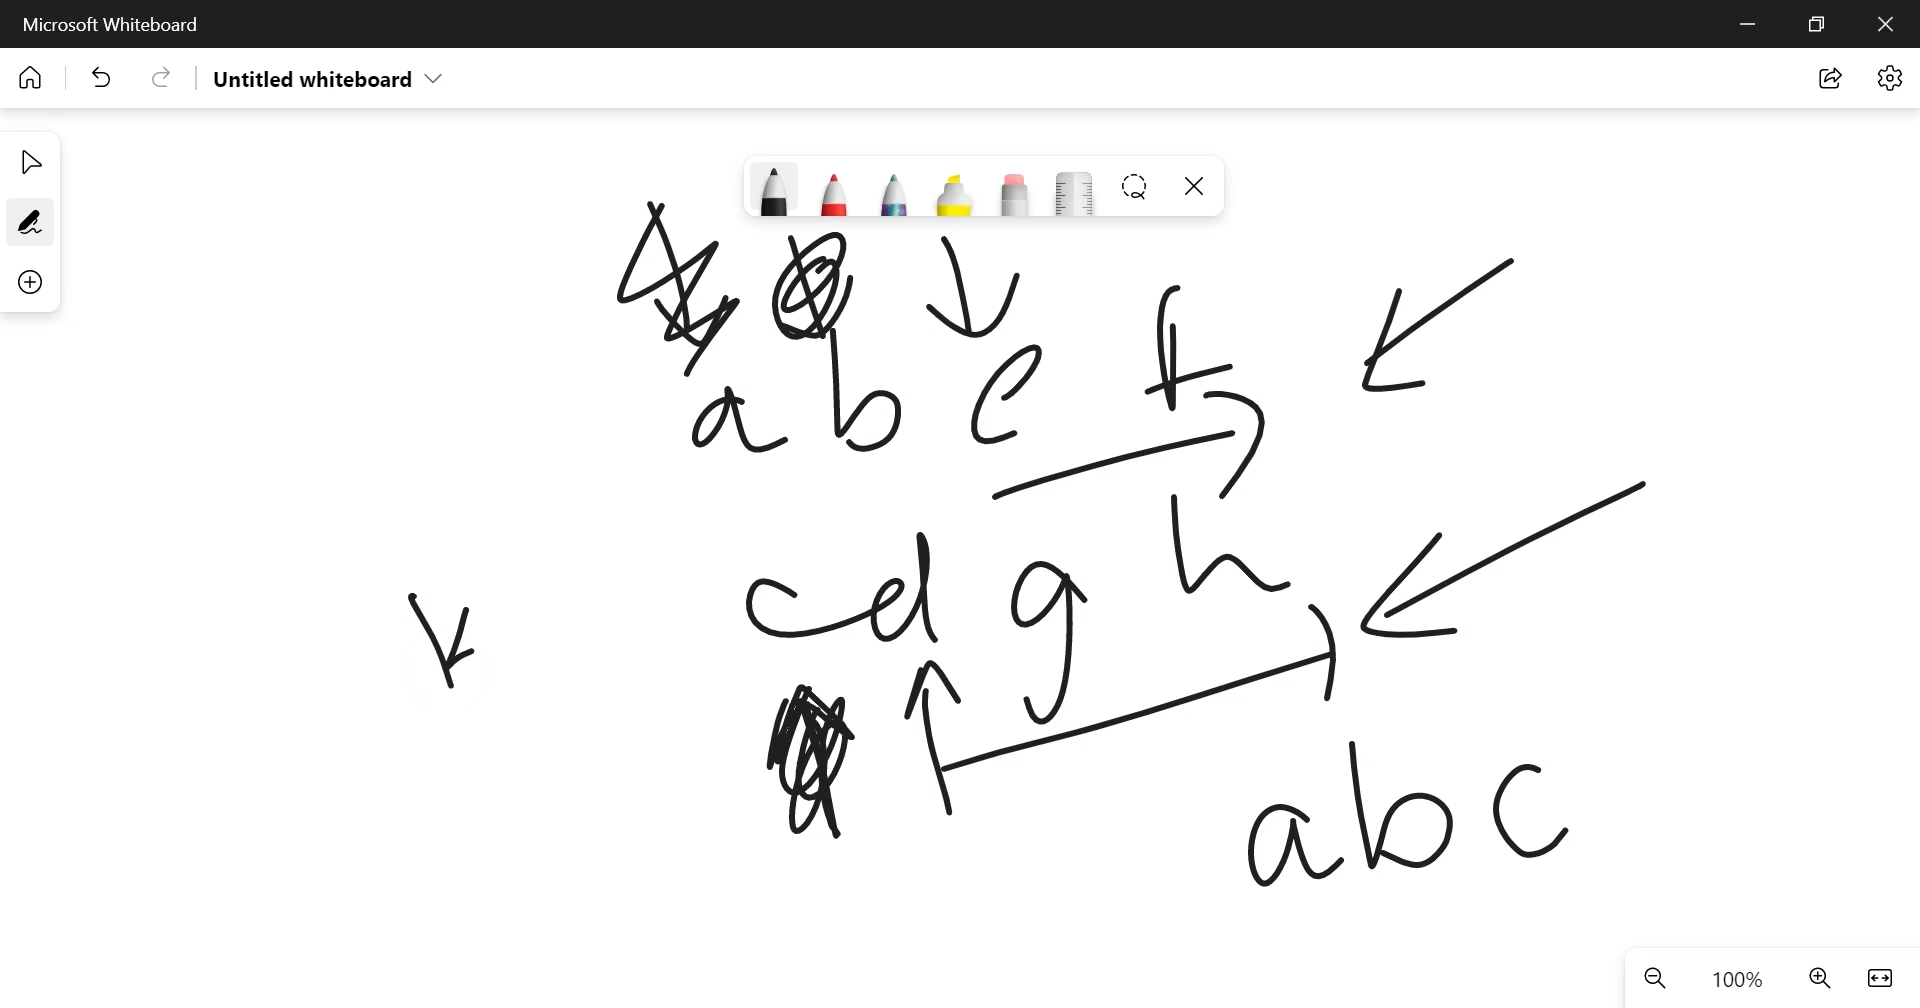 Microsoft Whiteboard
Untitled whiteboard
a b e f
c d g h
a b c
100%